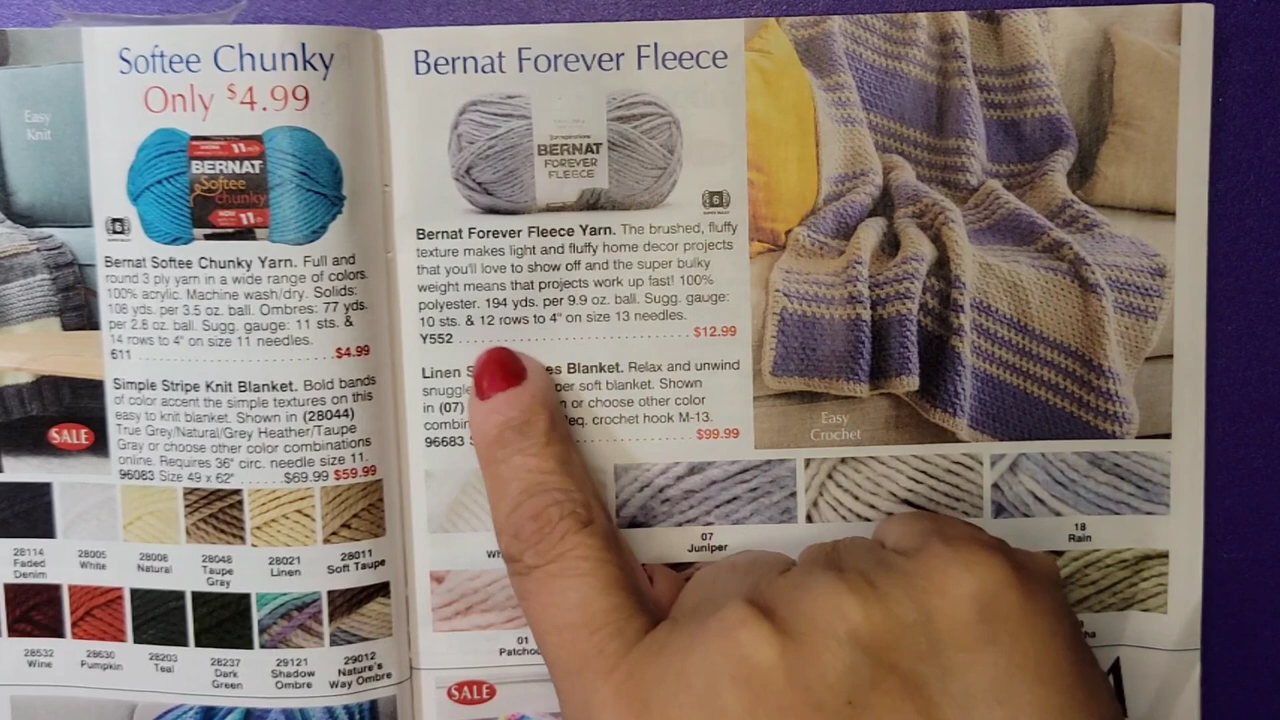 Easy
Knit
Softee Chunky
Only $4.99
BERNAT
Softee
chunky
NOW
11
6
SUPER BULKY
Bernat Softee Chunky Yarn. Full and
round 3 ply yarn in a wide range of colors.
100% acrylic. Machine wash/dry. Solids:
108 yds. per 3.5 oz. ball. Ombres: 77 yds.
per 2.8 oz. ball. Sugg. gauge: 11 sts. &
14 rows to 4" on size 11 needles.
611 . . . . . . . . . . . . . . . . . . . . . . . . . . . $4.99
Simple Stripe Knit Blanket. Bold bands
of color accent the simple textures on this
easy to knit blanket. Shown in (28044)
True Grey/Natural/Grey Heather/Taupe
Gray or choose other color combinations
online. Requires 36" circ. needle size 11.
96083 Size 49 x 62" . . . . . . . $69.99 $59.99
SALE
28114
Faded
Denim
28005
White
28008
Natural
28048
Taupe
Gray
28021
Linen
28011
Soft Taupe
28532
Wine
28630
Pumpkin
28203
Teal
28237
Dark
Green
29121
Shadow
Ombre
29012
Nature's
Way Ombre
Bernat Forever Fleece
BERNAT
FOREVER
FLEECE
6
SUPER BULKY
Bernat Forever Fleece Yarn. The brushed, fluffy
texture makes light and fluffy home decor projects
that you'll love to show off and the super bulky
weight means that projects work up fast! 100%
polyester. 194 yds. per 9.9 oz. ball. Sugg. gauge:
10 sts. & 12 rows to 4" on size 13 needles.
Y552 . . . . . . . . . . . . . . . . . . . . . . . . . . . . . . $12.99
Linen S es Blanket. Relax and unwind
snuggle per soft blanket. Shown
in (07) or choose other color
combin eq. crochet hook M-13.
96683 . . . . . . . . . . . . . . . $99.99
Easy
Crochet
Wh
07
Juniper
18
Rain
01
Patchou
ha
SALE